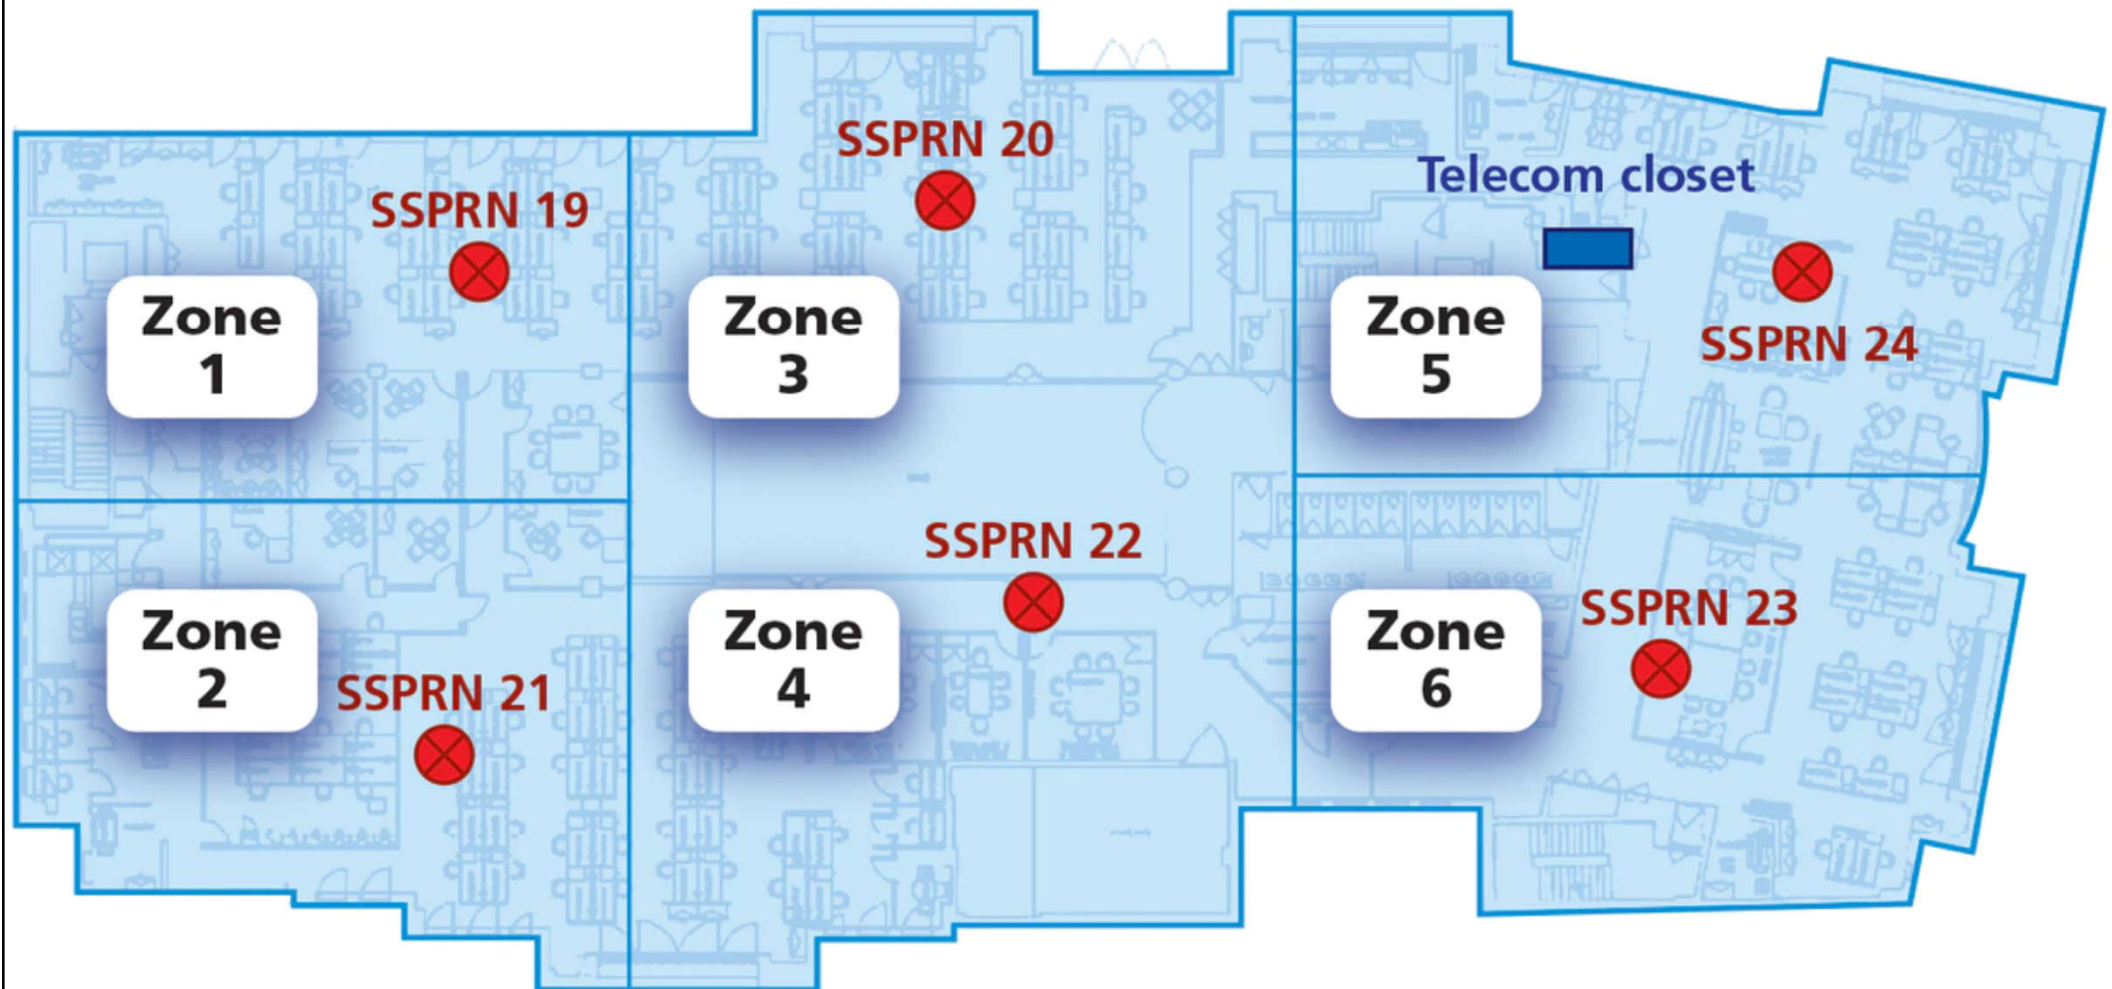 SSPRN 20
Telecom closet
SSPRN 19
Zone
1
Zone
3
Zone
5
SSPRN 24
SSPRN 22
Zone
2
SSPRN 21
Zone
4
Zone
6
SSPRN 23